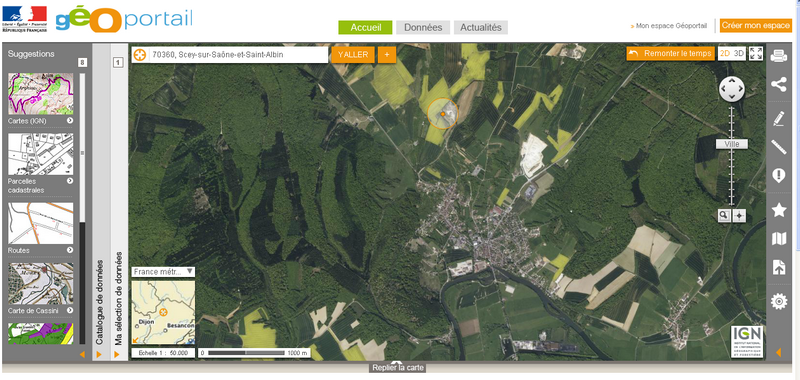 Liberté • Égalité • Fraternité
RÉPUBLIQUE FRANÇAISE
géoportail
Accueil
Données
Actualités
» Mon espace Géoportail
Créer mon espace
Suggestions
8
1
70360, Scey-sur-Saône-et-Saint-Albin
Y ALLER
+
Remonter le temps
2D 3D
Cartes (IGN)
Parcelles
cadastrales
Routes
Carte de Cassini
Catalogue de données
Ma sélection de données
8
Ville
France métr...
Dijon
Besançon
Echelle 1 : 50.000
0
1000 m
IGN
INSTITUT NATIONAL
DE L'INFORMATION
GÉOGRAPHIQUE
ET FORESTIÈRE
Replier la carte